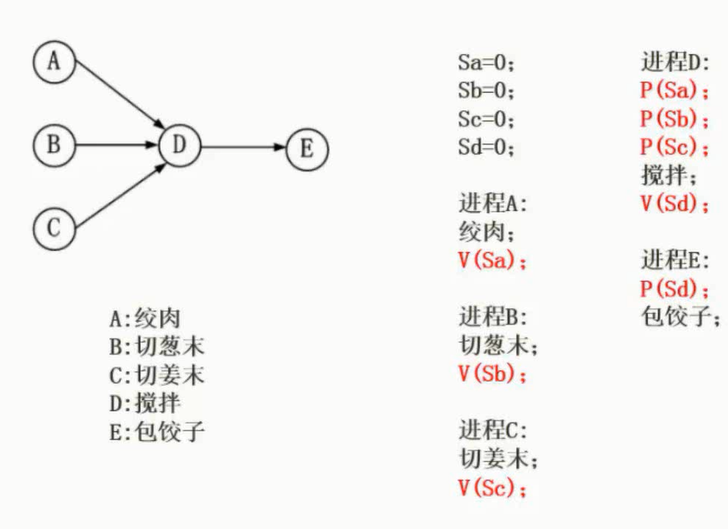 A
B
C
D
E
A:绞肉
B:切葱末
C:切姜末
D:搅拌
E:包饺子
Sa=0;
Sb=0;
Sc=0;
Sd=0;
进程A:
绞肉;
V(Sa);
进程B:
切葱末;
V(Sb);
进程C:
切姜末;
V(Sc);
进程D:
P(Sa);
P(Sb);
P(Sc);
搅拌;
V(Sd);
进程E:
P(Sd);
包饺子;